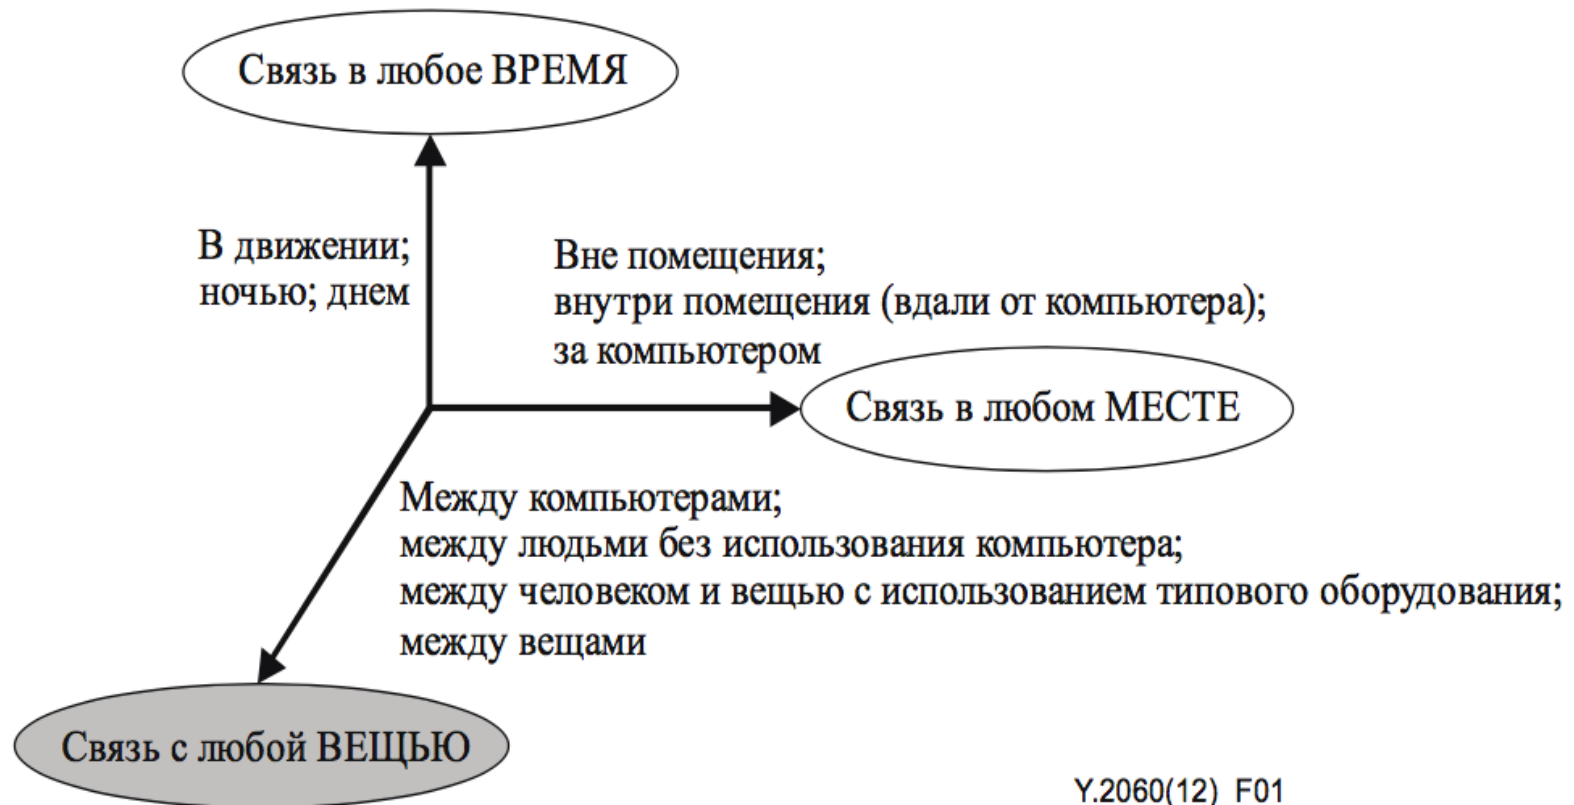 Связь в любое ВРЕМЯ
В движении;
ночью; днем
Вне помещения;
внутри помещения (вдали от компьютера);
за компьютером
Связь в любом МЕСТЕ
Между компьютерами;
между людьми без использования компьютера;
между человеком и вещью с использованием типового оборудования;
между вещами
Связь с любой ВЕЩЬЮ
Y.2060(12)_F01